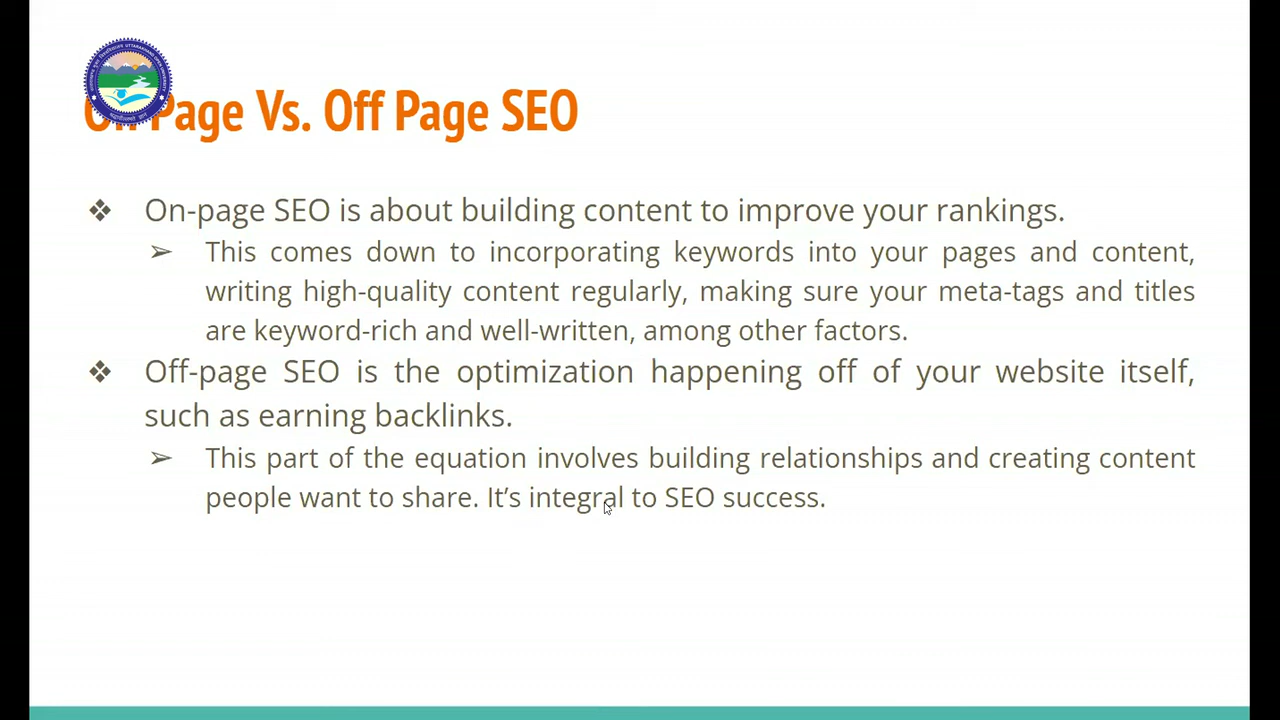 On Page Vs. Off Page SEO
❖ On-page SEO is about building content to improve your rankings.
➢ This comes down to incorporating keywords into your pages and content,
writing high-quality content regularly, making sure your meta-tags and titles
are keyword-rich and well-written, among other factors.
❖ Off-page SEO is the optimization happening off of your website itself,
such as earning backlinks.
➢ This part of the equation involves building relationships and creating content
people want to share. It’s integral to SEO success.